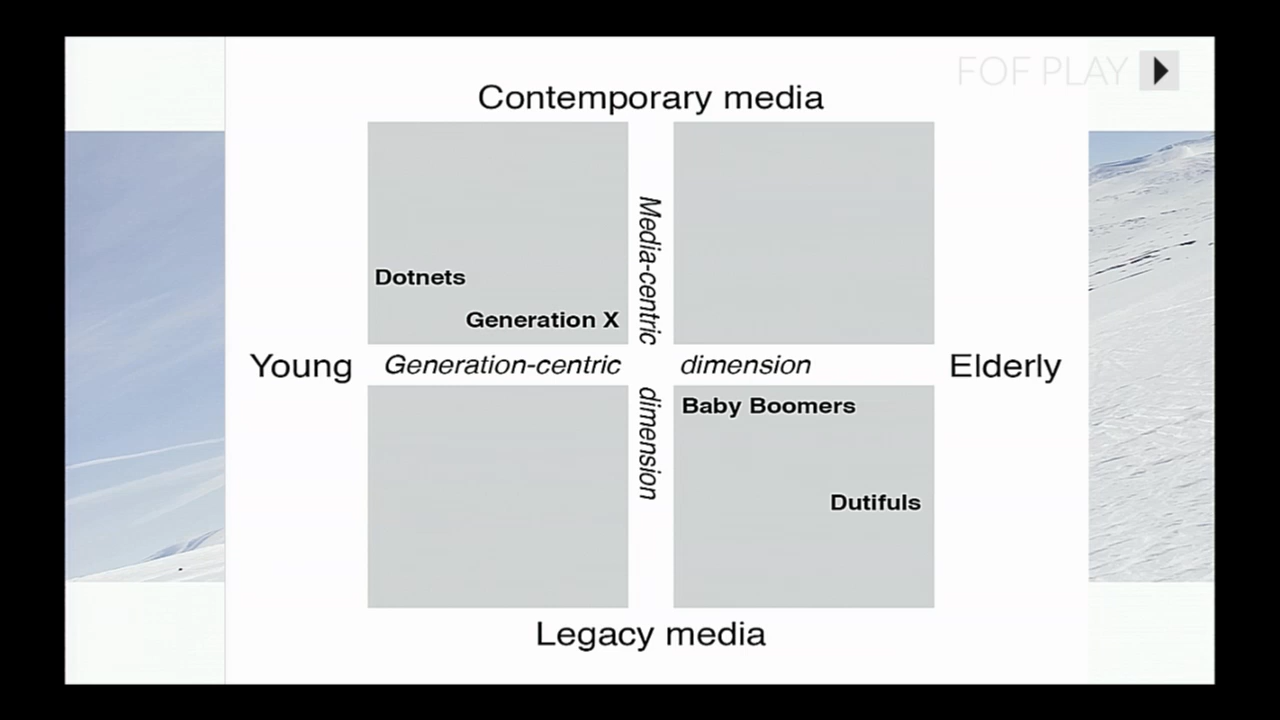 FOF PLAY
Contemporary media
Media-centric
Dotnets
Generation X
Young
Generation-centric
dimension
Elderly
dimension
Baby Boomers
Dutifuls
Legacy media